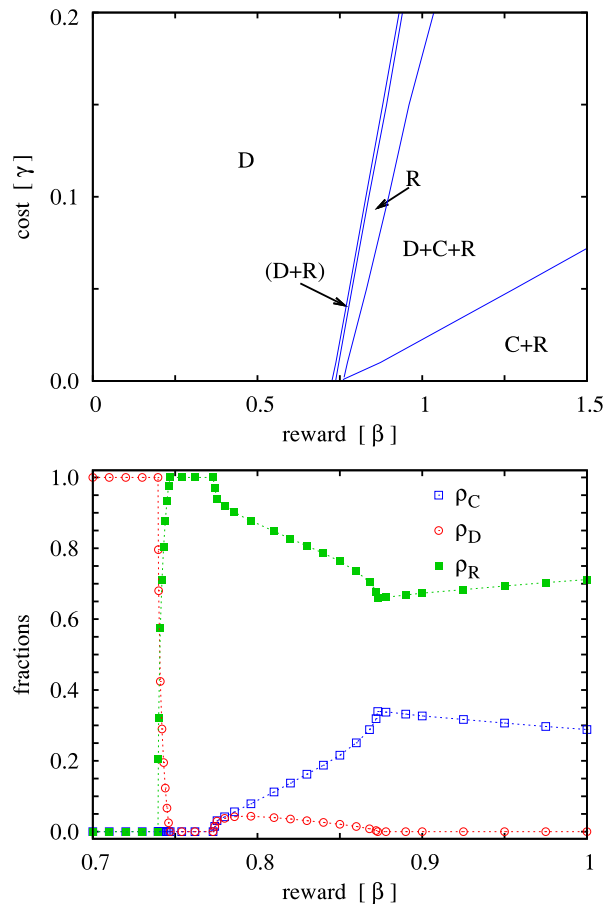 0.2
0.1
0.0
cost [ γ ]
D
R
(D+R)
D+C+R
C+R
0 0.5 1 1.5
reward [ β ]
1.0
0.8
0.6
0.4
0.2
0.0
fractions
ρC
ρD
ρR
0.7 0.8 0.9 1
reward [ β ]